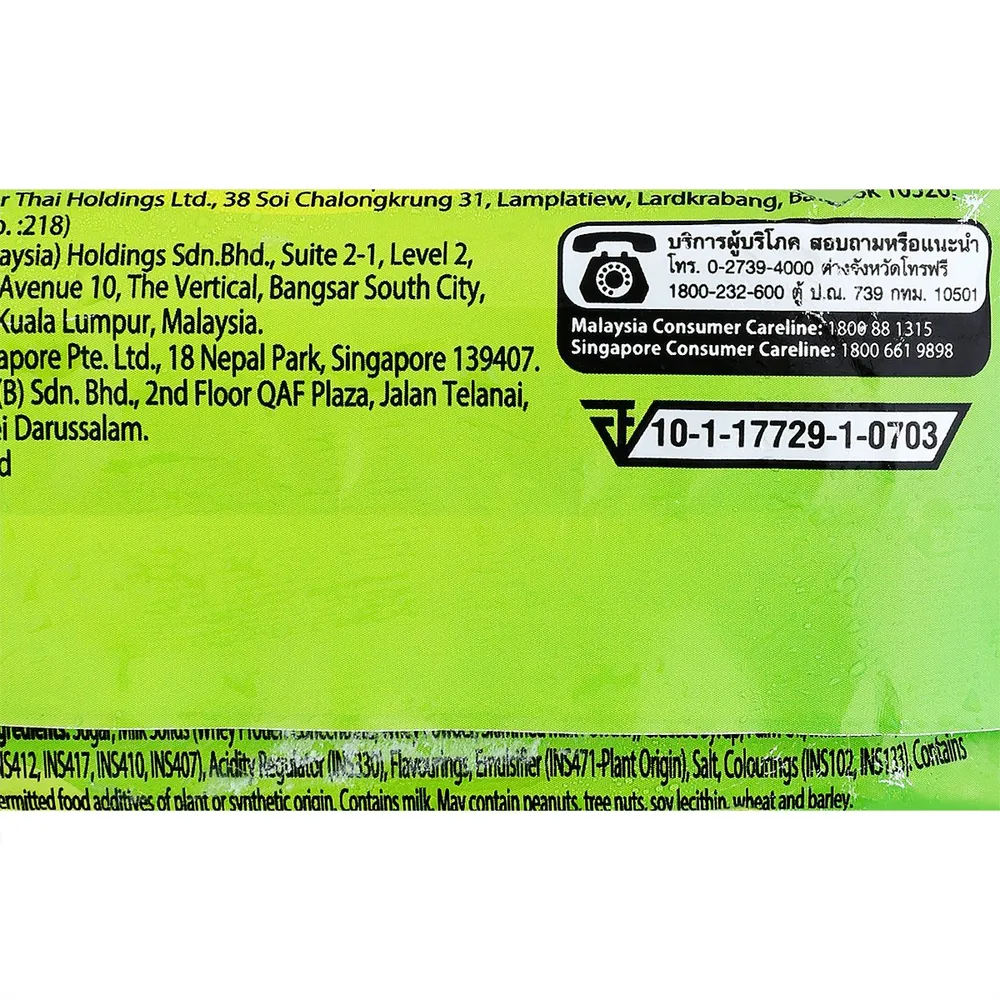 r Thai Holdings Ltd., 38 Soi Chalongkrung 31, Lamplatiew, Lardkrabang,
o. :218)
aysia) Holdings Sdn.Bhd., Suite 2-1, Level 2,
Avenue 10, The Vertical, Bangsar South City,
Kuala Lumpur, Malaysia.
apore Pte. Ltd., 18 Nepal Park, Singapore 139407.
(B) Sdn. Bhd., 2nd Floor QAF Plaza, Jalan Telanai,
ei Darussalam.
d
บริการผู้บริโภค สอบถามหรือแนะนำ
โทร. 0-2739-4000 ต่างจังหวัดโทรฟรี
1800-232-600 ตู้ ป.ณ. 739 กทม. 10501
Malaysia Consumer Careline: 1800 88 1315
Singapore Consumer Careline: 1800 661 9898
10-1-17729-1-0703
Sugar, Milk Solids (Whey
NS412, INS417, INS410, INS407), Acidity Regulator (INS330), Flavourings, Emulsifier (INS471-Plant Origin), Salt, Colourings (INS102, INS133). Contains
ermitted food additives of plant or synthetic origin. Contains milk. May contain peanuts, tree nuts, soy lecithin, wheat and barley.